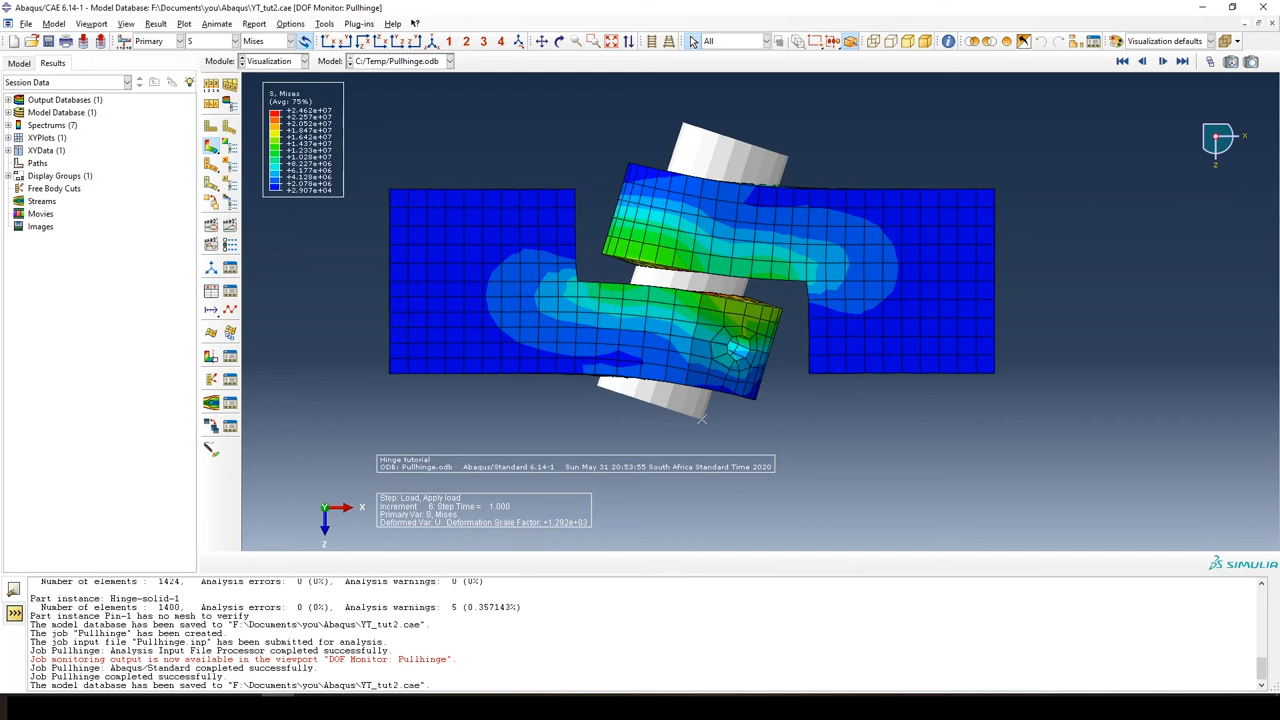 Abaqus/CAE 6.14-1 - Model Database: F:\Documents\you\Abaqus\YT_tut2.cae [DOF Monitor: Pullhinge]
File Model Viewport View Result Plot Animate Report Options Tools Plug-ins Help
Primary S Mises 1 2 3 4 All Visualization defaults
Model Results Module: Visualization Model: C:/Temp/Pullhinge.odb
Session Data
Output Databases (1)
Model Database (1)
Spectrums (7)
XYPlots (1)
XYData (1)
Paths
Display Groups (1)
Free Body Cuts
Streams
Movies
Images
S, Mises
(Avg: 75%)
+2.462e+07
+2.257e+07
+2.052e+07
+1.847e+07
+1.642e+07
+1.437e+07
+1.233e+07
+1.028e+07
+8.227e+06
+6.177e+06
+4.128e+06
+2.078e+06
+2.907e+04
X
Z
Hinge tutorial
ODB: Pullhinge.odb Abaqus/Standard 6.14-1 Sun May 31 20:53:55 South Africa Standard Time 2020
Step: Load, Apply load
Increment 6: Step Time = 1.000
Primary Var: S, Mises
Deformed Var: U Deformation Scale Factor: +1.292e+03
Y X
Z
SIMULIA
Number of elements : 1424, Analysis errors: 0 (0%), Analysis warnings: 0 (0%)
Part instance: Hinge-solid-1
Number of elements : 1400, Analysis errors: 0 (0%), Analysis warnings: 5 (0.357143%)
Part instance Pin-1 has no mesh to verify
The model database has been saved to "F:\Documents\you\Abaqus\YT_tut2.cae".
The job "Pullhinge" has been created.
The job input file "Pullhinge.inp" has been submitted for analysis.
Job Pullhinge: Analysis Input File Processor completed successfully.
Job monitoring output is now available in the viewport "DOF Monitor: Pullhinge".
Job Pullhinge: Abaqus/Standard completed successfully.
Job Pullhinge completed successfully.
The model database has been saved to "F:\Documents\you\Abaqus\YT_tut2.cae".